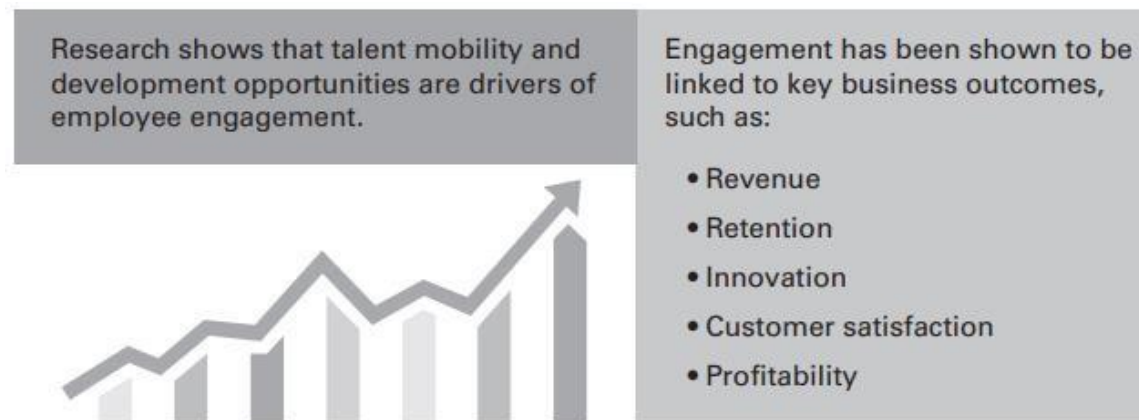 Research shows that talent mobility and
development opportunities are drivers of
employee engagement.
Engagement has been shown to be
linked to key business outcomes,
such as:
• Revenue
• Retention
• Innovation
• Customer satisfaction
• Profitability